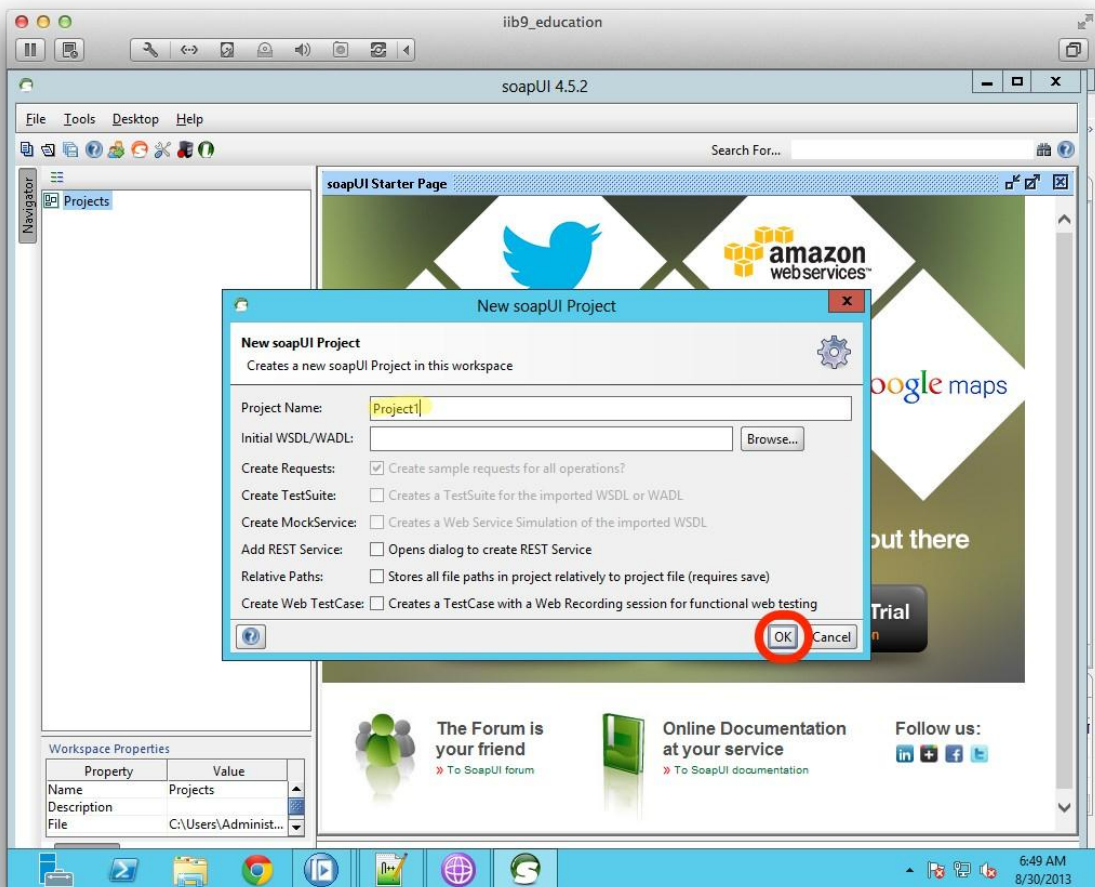 iib9_education
soapUI 4.5.2
File Tools Desktop Help
Search For...
Navigator
Projects
soapUI Starter Page
amazon
webservices™
New soapUI Project
New soapUI Project
Creates a new soapUI Project in this workspace
oogle maps
Project Name: Project1
Initial WSDL/WADL: Browse...
Create Requests: Create sample requests for all operations?
Create TestSuite: Creates a TestSuite for the imported WSDL or WADL
Create MockService: Creates a Web Service Simulation of the imported WSDL
Add REST Service: Opens dialog to create REST Service
out there
Relative Paths: Stores all file paths in project relatively to project file (requires save)
Create Web TestCase: Creates a TestCase with a Web Recording session for functional web testing
Trial
OK Cancel
n
The Forum is
your friend
» To SoapUI forum
Online Documentation
at your service
» To SoapUI documentation
Follow us:
Workspace Properties
Property Value
Name Projects
Description
File C:\Users\Administ...
6:49 AM
8/30/2013